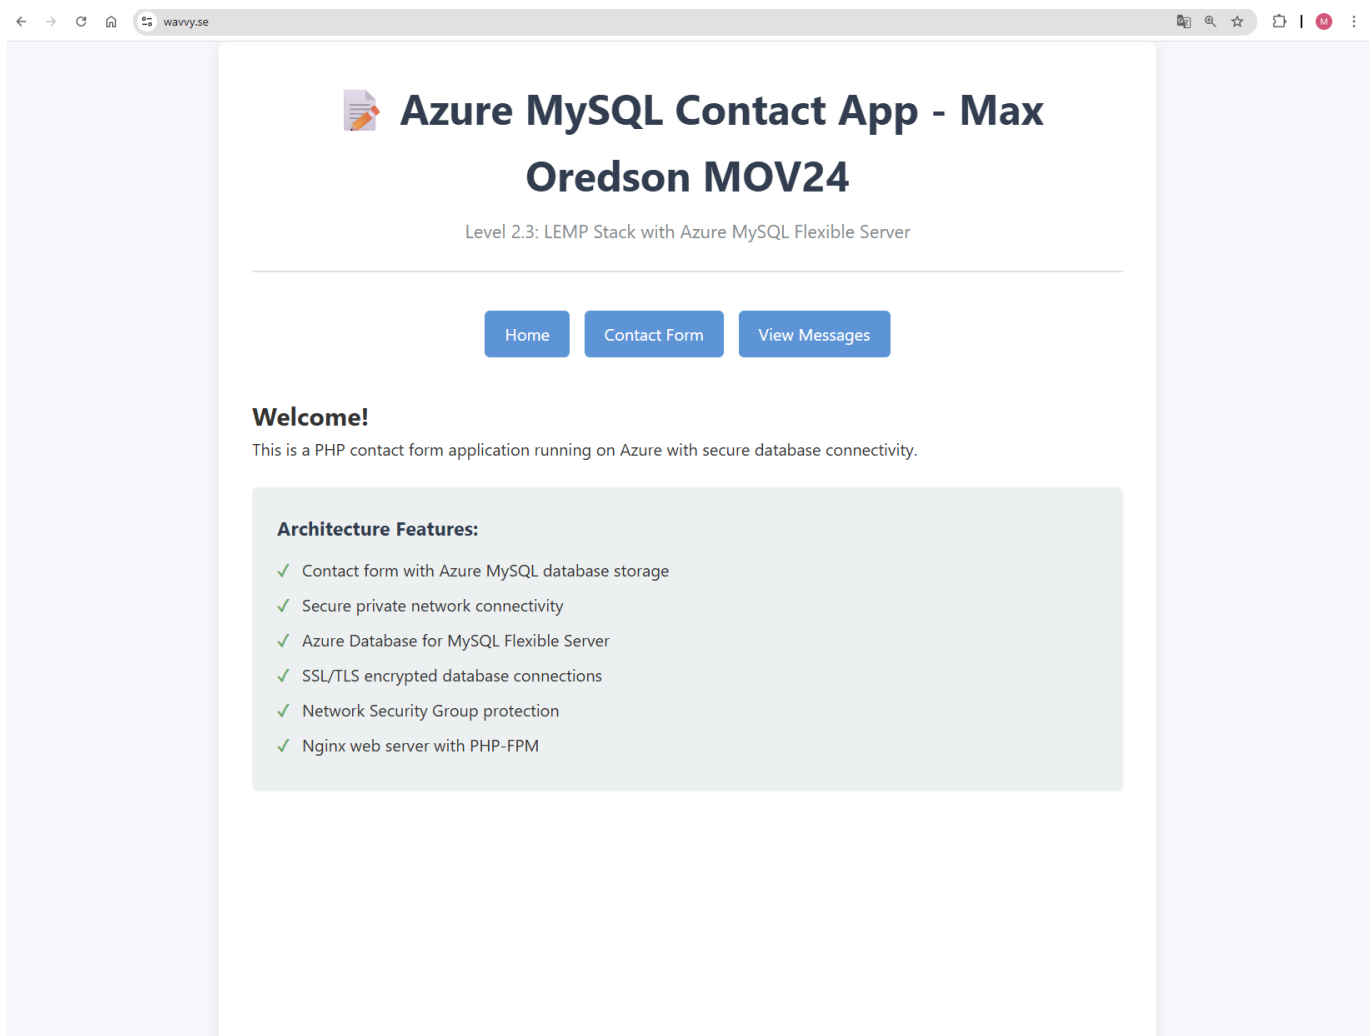 wavvy.se
M
📝 Azure MySQL Contact App - Max
Oredson MOV24
Level 2.3: LEMP Stack with Azure MySQL Flexible Server
Home Contact Form View Messages
Welcome!
This is a PHP contact form application running on Azure with secure database connectivity.
Architecture Features:
✓ Contact form with Azure MySQL database storage
✓ Secure private network connectivity
✓ Azure Database for MySQL Flexible Server
✓ SSL/TLS encrypted database connections
✓ Network Security Group protection
✓ Nginx web server with PHP-FPM